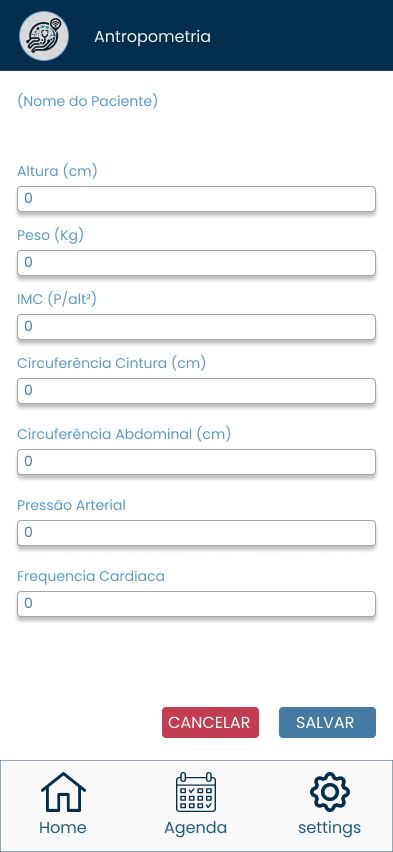 Antropometria
(Nome do Paciente)
Altura (cm)
0
Peso (Kg)
0
IMC (P/alt²)
0
Circuferência Cintura (cm)
0
Circuferência Abdominal (cm)
0
Pressão Arterial
0
Frequencia Cardíaca
0
CANCELAR SALVAR
Home Agenda settings